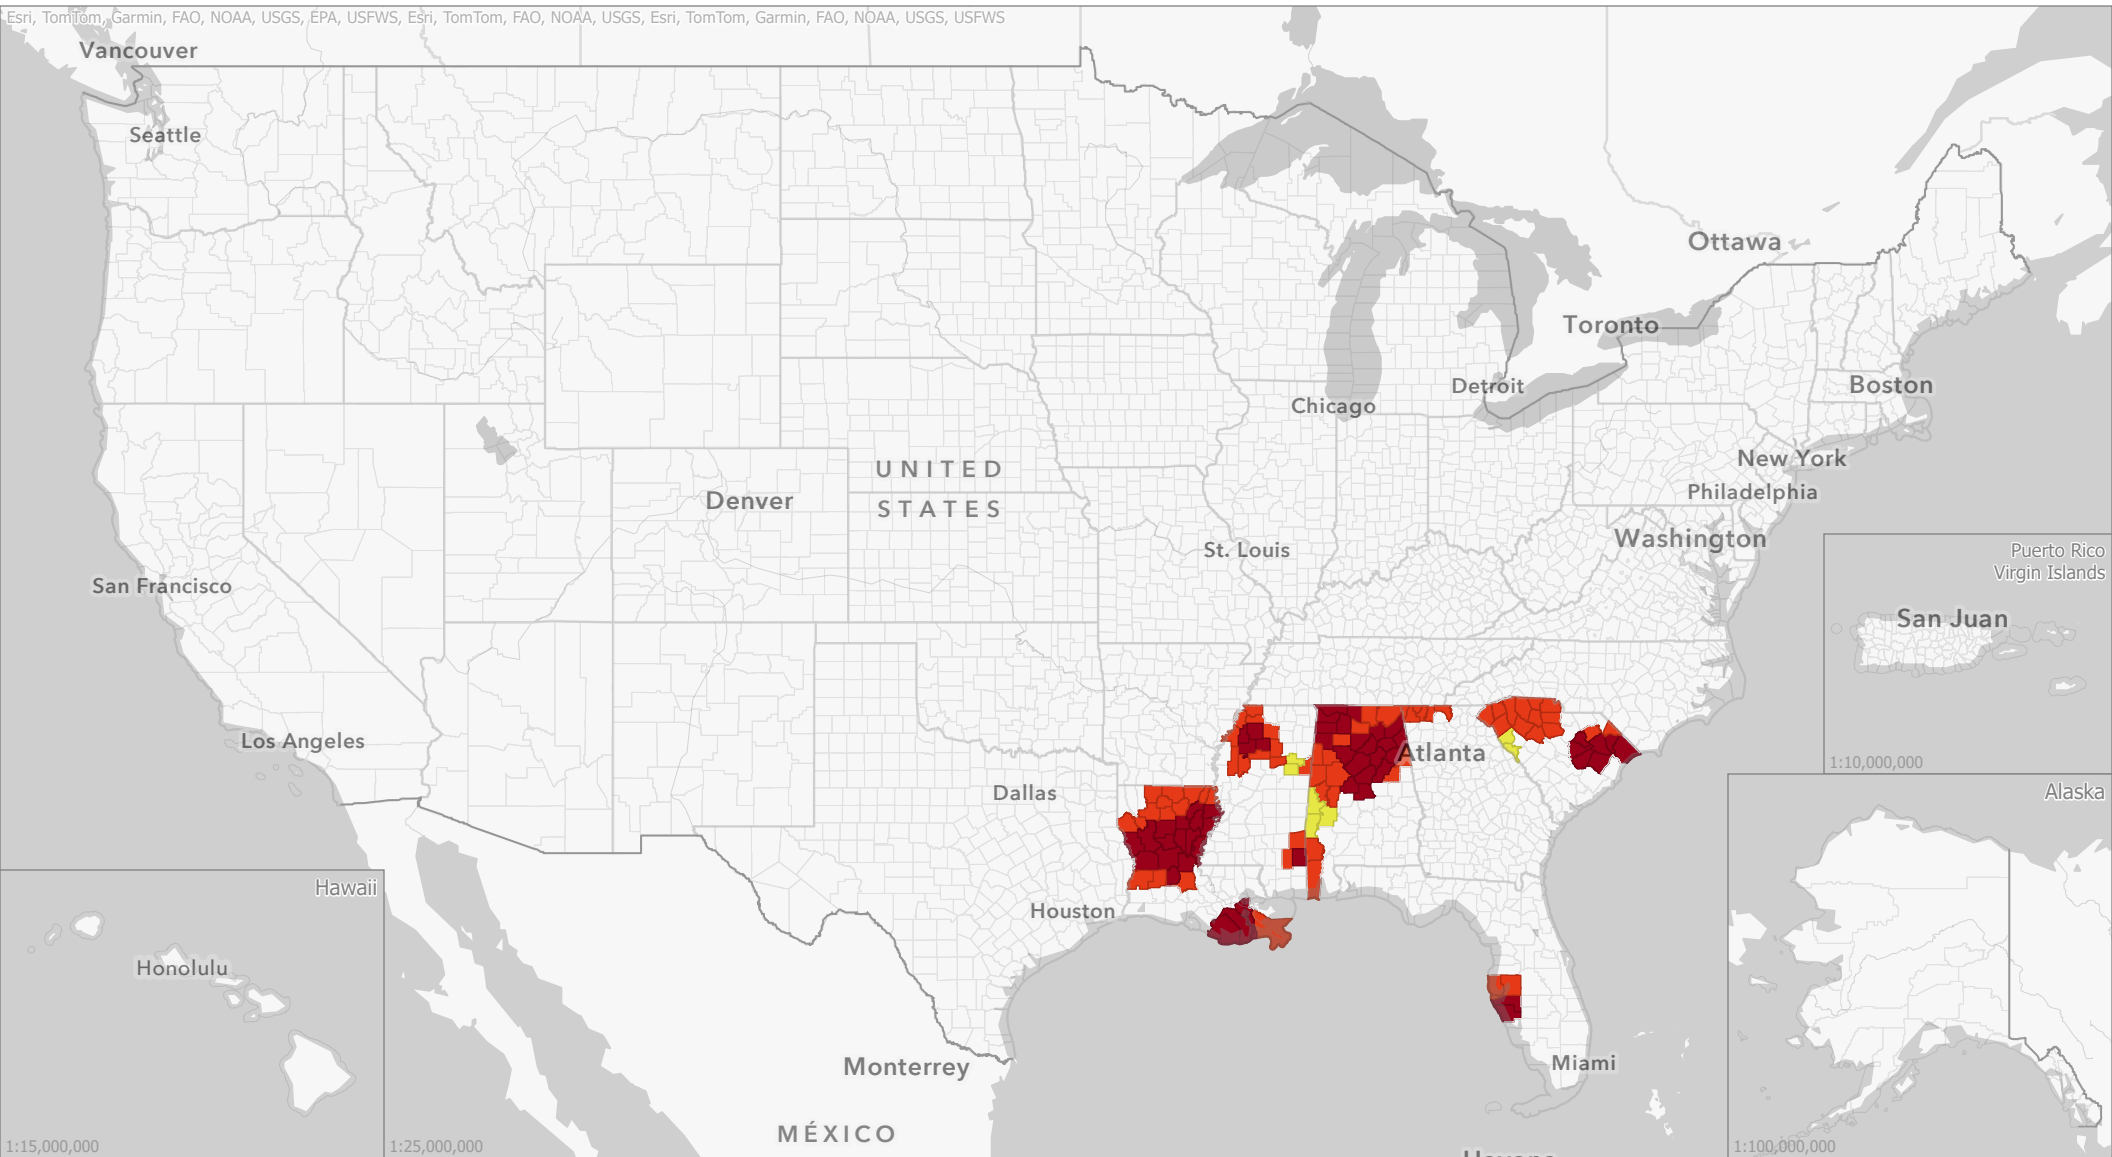 Esri, TomTom, Garmin, FAO, NOAA, USGS, EPA, USFWS, Esri, TomTom, FAO, NOAA, USGS, Esri, TomTom, Garmin, FAO, NOAA, USGS, USFWS
Vancouver
Seattle
Ottawa
Toronto
Detroit
Boston
Chicago
New York
UNITED
STATES
Denver
Philadelphia
Washington
St. Louis
San Francisco
Puerto Rico
Virgin Islands
San Juan
1:10,000,000
Los Angeles
Atlanta
Dallas
Alaska
Hawaii
Houston
Honolulu
Monterrey
Miami
MÉXICO
1:15,000,000
1:25,000,000
1:100,000,000